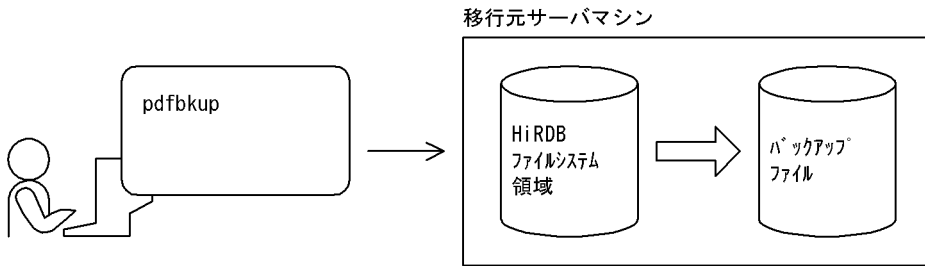 移行元サーバマシン
pdfbkup
HiRDB
ファイルシステム
領域
バックアップ
ファイル